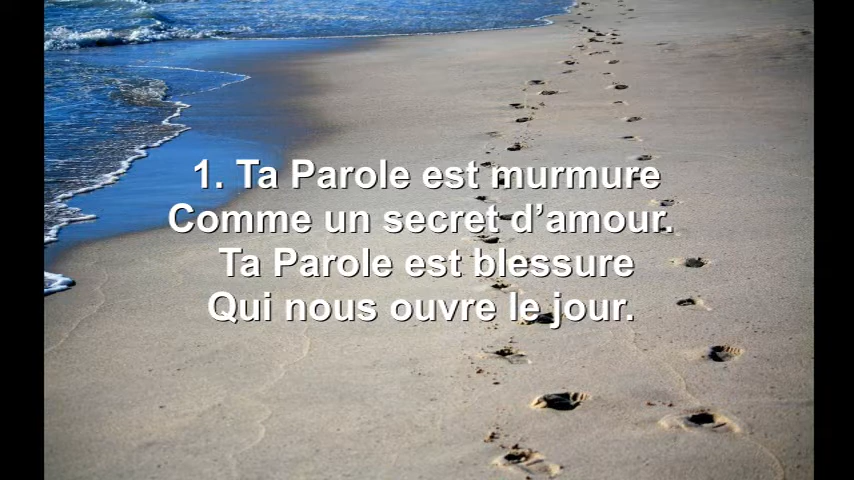 1. Ta Parole est murmure
Comme un secret d’amour.
Ta Parole est blessure
Qui nous ouvre le jour.